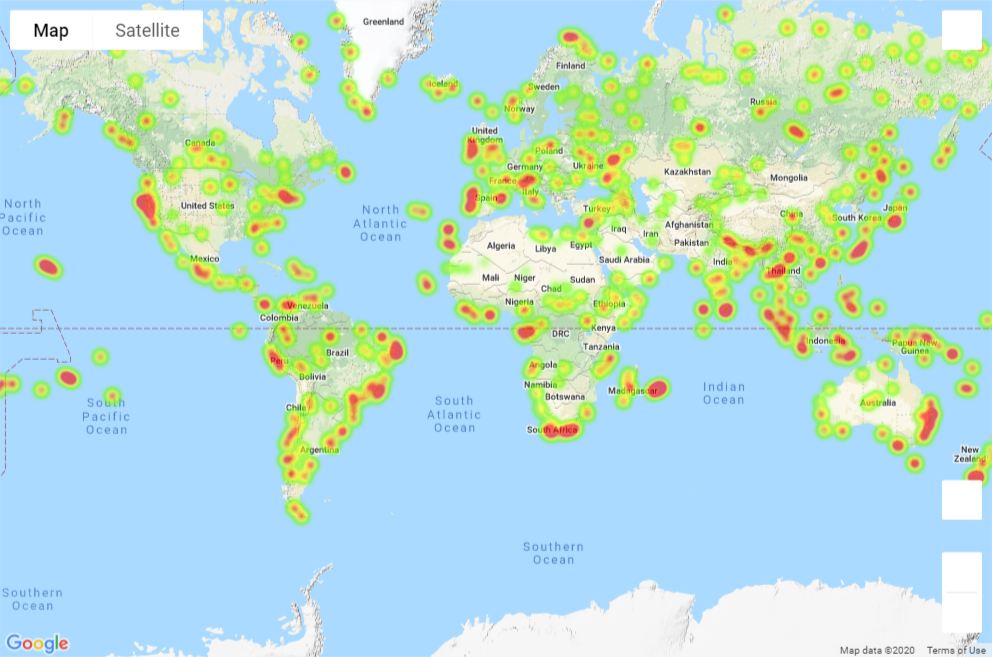 Map
Satellite
Greenland
Iceland
Finland
Sweden
Norway
Russia
United
Kingdom
Canada
Poland
Germany
Ukraine
Kazakhstan
France
Mongolia
Spain
Italy
United States
Turkey
China
South Korea
Japan
North
Pacific
Ocean
North
Atlantic
Ocean
Algeria
Libya
Egypt
Iraq
Iran
Afghanistan
Pakistan
Mexico
Saudi Arabia
India
Mali
Niger
Chad
Sudan
Thailand
Nigeria
Ethiopia
Venezuela
Colombia
DRC
Kenya
Tanzania
Indonesia
Papua New
Guinea
Peru
Brazil
Bolivia
Angola
Namibia
Botswana
Madagascar
Indian
Ocean
South
Pacific
Ocean
Chile
South
Atlantic
Ocean
South Africa
Australia
Argentina
New
Zealand
Southern
Ocean
Southern
Ocean
Google
Map data ©2020
Terms of Use